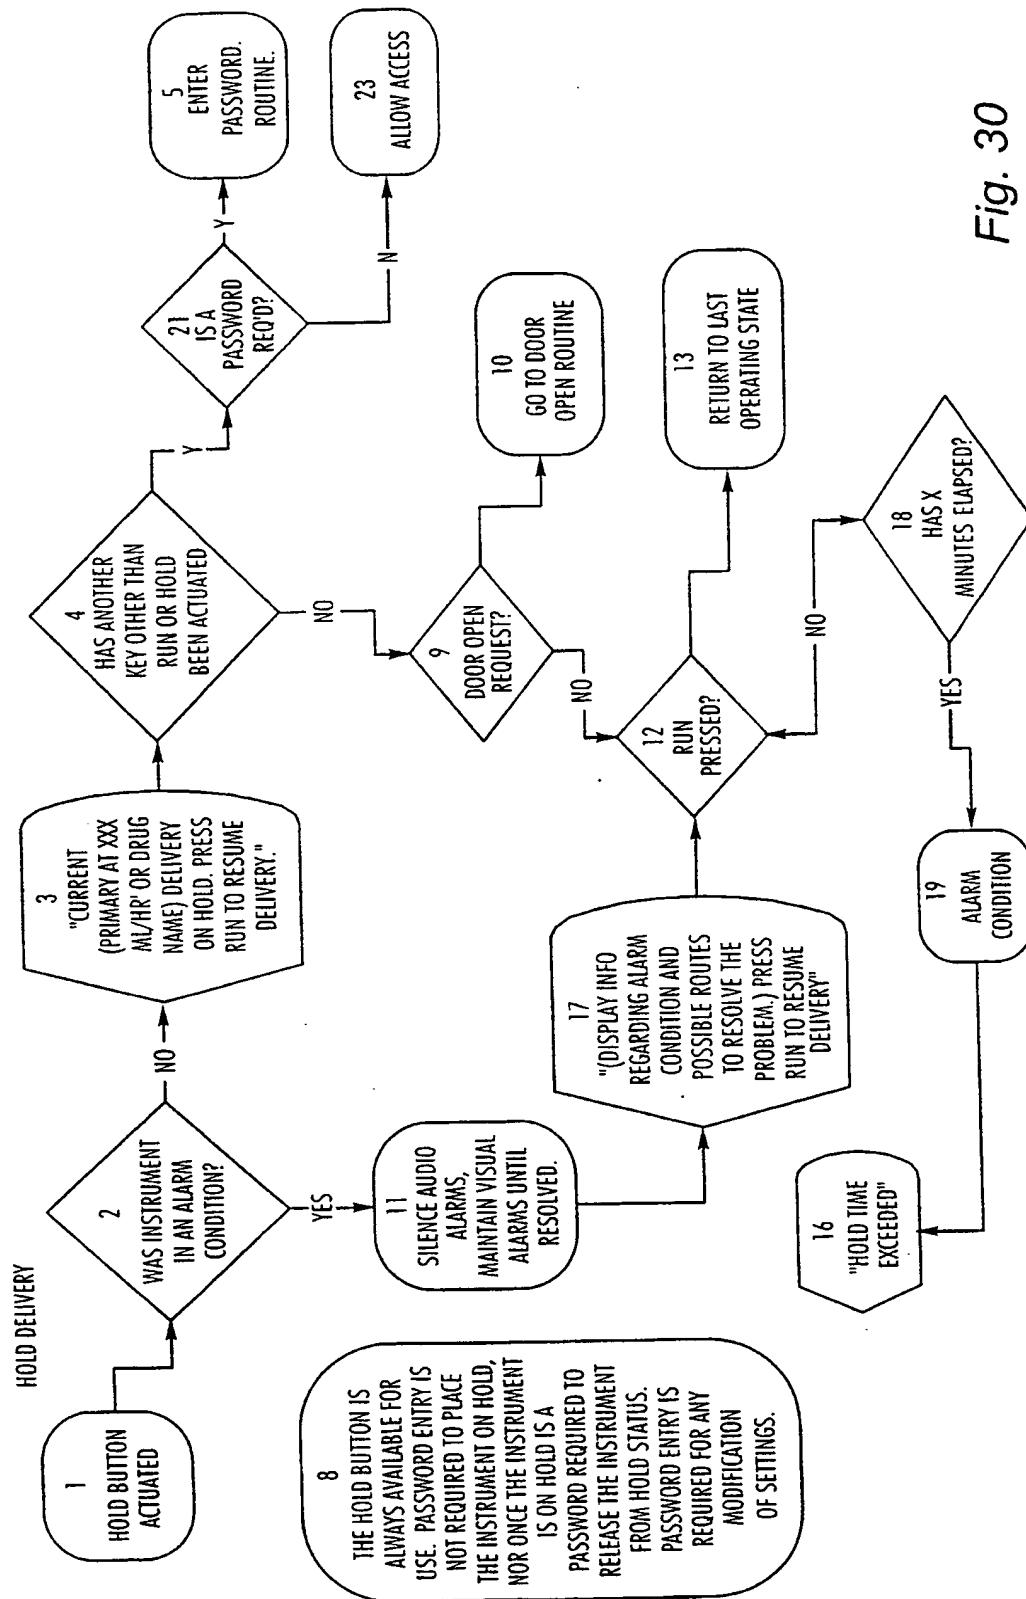 HOLD DELIVERY
1
HOLD BUTTON
ACTUATED
2
WAS INSTRUMENT
IN AN ALARM
CONDITION?
NO
YES
3
"CURRENT
(PRIMARY AT XXX
ML/HR' OR DRUG
NAME) DELIVERY
ON HOLD. PRESS
RUN TO RESUME
DELIVERY."
4
HAS ANOTHER
KEY OTHER THAN
RUN OR HOLD
BEEN ACTUATED
Y
NO
21
IS A
PASSWORD
REQ'D?
Y
N
5
ENTER
PASSWORD.
ROUTINE.
23
ALLOW ACCESS
9
DOOR OPEN
REQUEST?
NO
10
GO TO DOOR
OPEN ROUTINE
11
SILENCE AUDIO
ALARMS,
MAINTAIN VISUAL
ALARMS UNTIL
RESOLVED.
17
"(DISPLAY INFO
REGARDING ALARM
CONDITION AND
POSSIBLE ROUTES
TO RESOLVE THE
PROBLEM.) PRESS
RUN TO RESUME
DELIVERY"
12
RUN
PRESSED?
NO
13
RETURN TO LAST
OPERATING STATE
18
HAS X
MINUTES ELAPSED?
YES
19
ALARM
CONDITION
16
"HOLD TIME
EXCEEDED"
8
THE HOLD BUTTON IS
ALWAYS AVAILABLE FOR
USE. PASSWORD ENTRY IS
NOT REQUIRED TO PLACE
THE INSTRUMENT ON HOLD,
NOR ONCE THE INSTRUMENT
IS ON HOLD IS A
PASSWORD REQUIRED TO
RELEASE THE INSTRUMENT
FROM HOLD STATUS.
PASSWORD ENTRY IS
REQUIRED FOR ANY
MODIFICATION
OF SETTINGS.
Fig. 30